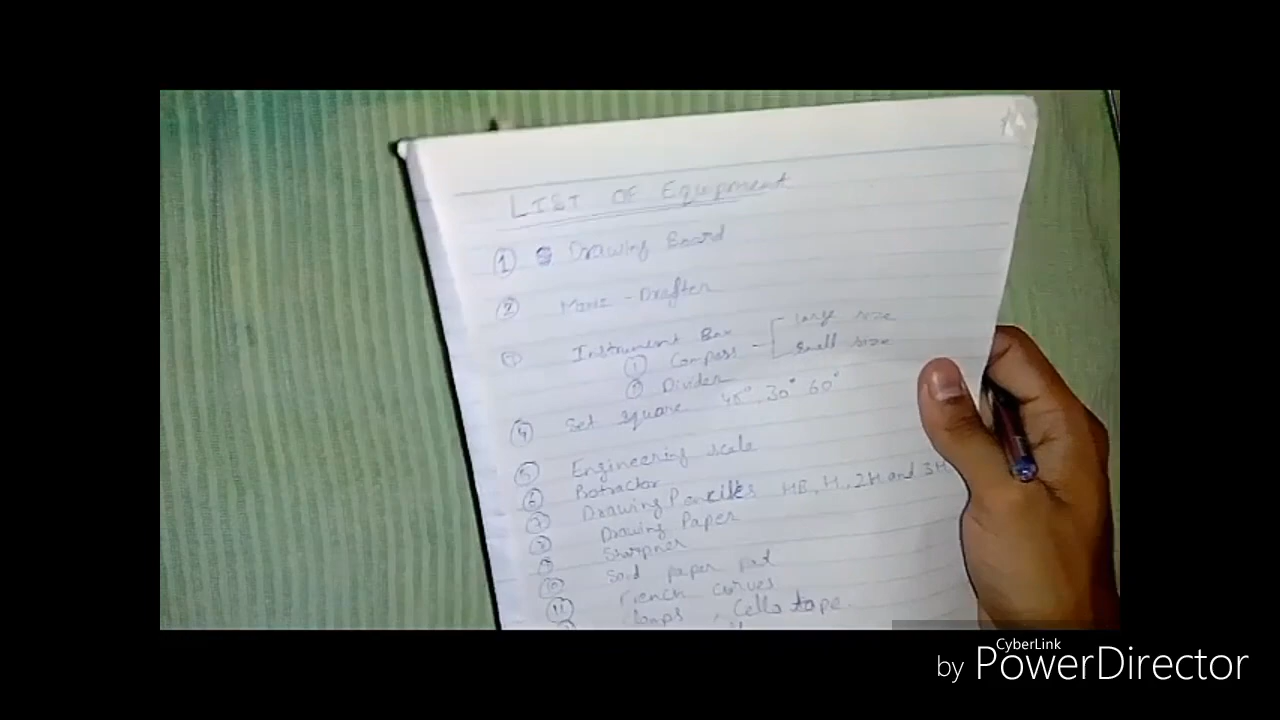 LIST OF Equipment
1 Drawing Board
2 Mini - Drafter
3 Instrument Box
1 Compass large size
small size
2 Divider
4 Set square 45° 30° 60°
5 Engineering scale
6 Protractor
7 Drawing Pencills HB, H, 2H and 3H
8 Drawing Paper
9 Sharpner
10 Sand paper pad
11 French curves
Clamps, Cello tape
CyberLink
by PowerDirector